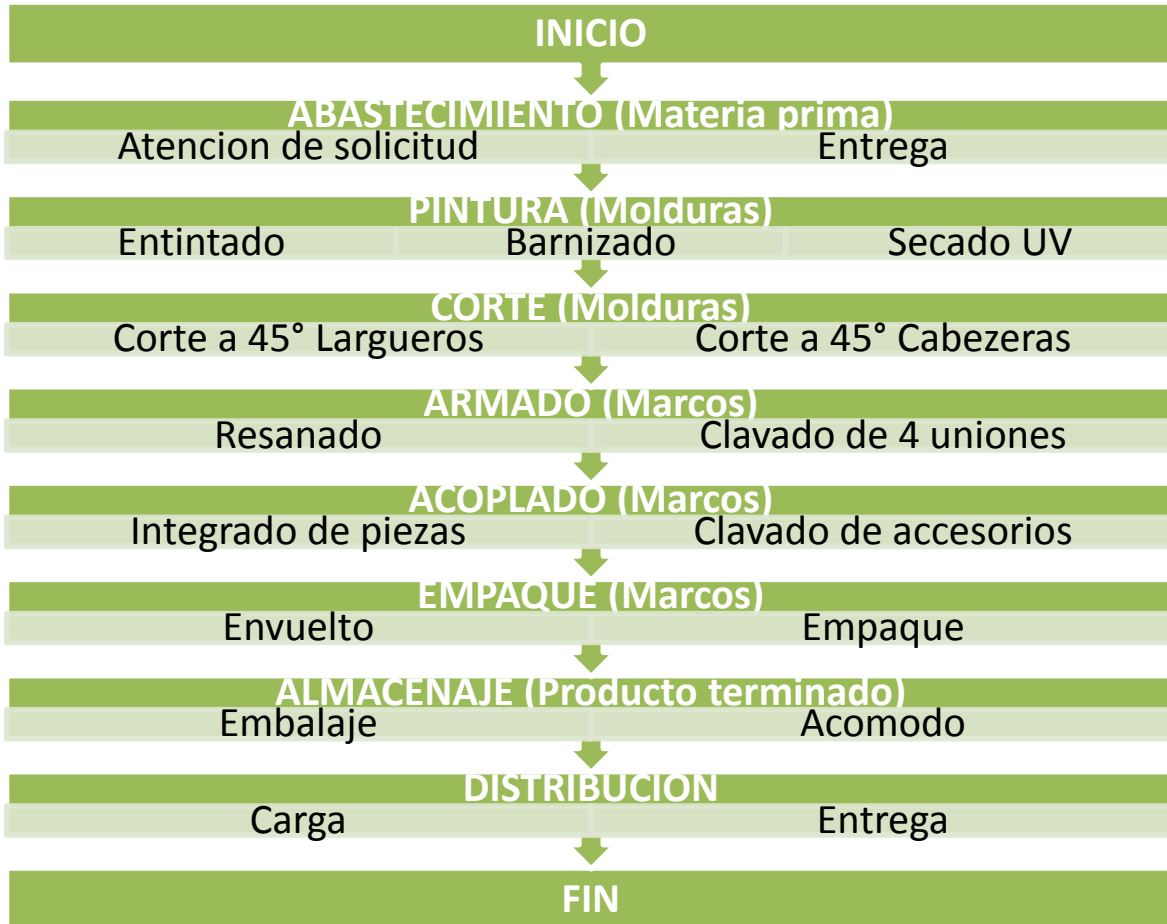 INICIO
ABASTECIMIENTO (Materia prima)
Atencion de solicitud Entrega
PINTURA (Molduras)
Entintado Barnizado Secado UV
CORTE (Molduras)
Corte a 45° Largueros Corte a 45° Cabezeras
ARMADO (Marcos)
Resanado Clavado de 4 uniones
ACOPLADO (Marcos)
Integrado de piezas Clavado de accesorios
EMPAQUE (Marcos)
Envuelto Empaque
ALMACENAJE (Producto terminado)
Embalaje Acomodo
DISTRIBUCION
Carga Entrega
FIN